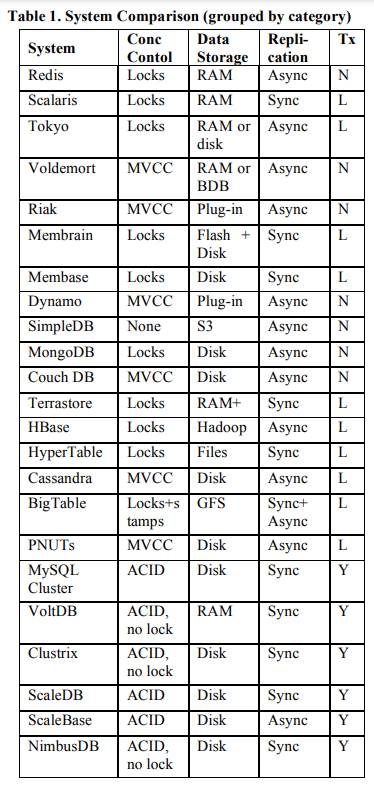 Table 1. System Comparison (grouped by category)
System Conc Contol Data Storage Repli-cation Tx
Redis Locks RAM Async N
Scalaris Locks RAM Sync L
Tokyo Locks RAM or disk Async L
Voldemort MVCC RAM or BDB Async N
Riak MVCC Plug-in Async N
Membrain Locks Flash + Disk Sync L
Membase Locks Disk Sync L
Dynamo MVCC Plug-in Async N
SimpleDB None S3 Async N
MongoDB Locks Disk Async N
Couch DB MVCC Disk Async N
Terrastore Locks RAM+ Sync L
HBase Locks Hadoop Async L
HyperTable Locks Files Sync L
Cassandra MVCC Disk Async L
BigTable Locks+s tamps GFS Sync+ Async L
PNUTs MVCC Disk Async L
MySQL Cluster ACID Disk Sync Y
VoltDB ACID, no lock RAM Sync Y
Clustrix ACID, no lock Disk Sync Y
ScaleDB ACID Disk Sync Y
ScaleBase ACID Disk Async Y
NimbusDB ACID, no lock Disk Sync Y